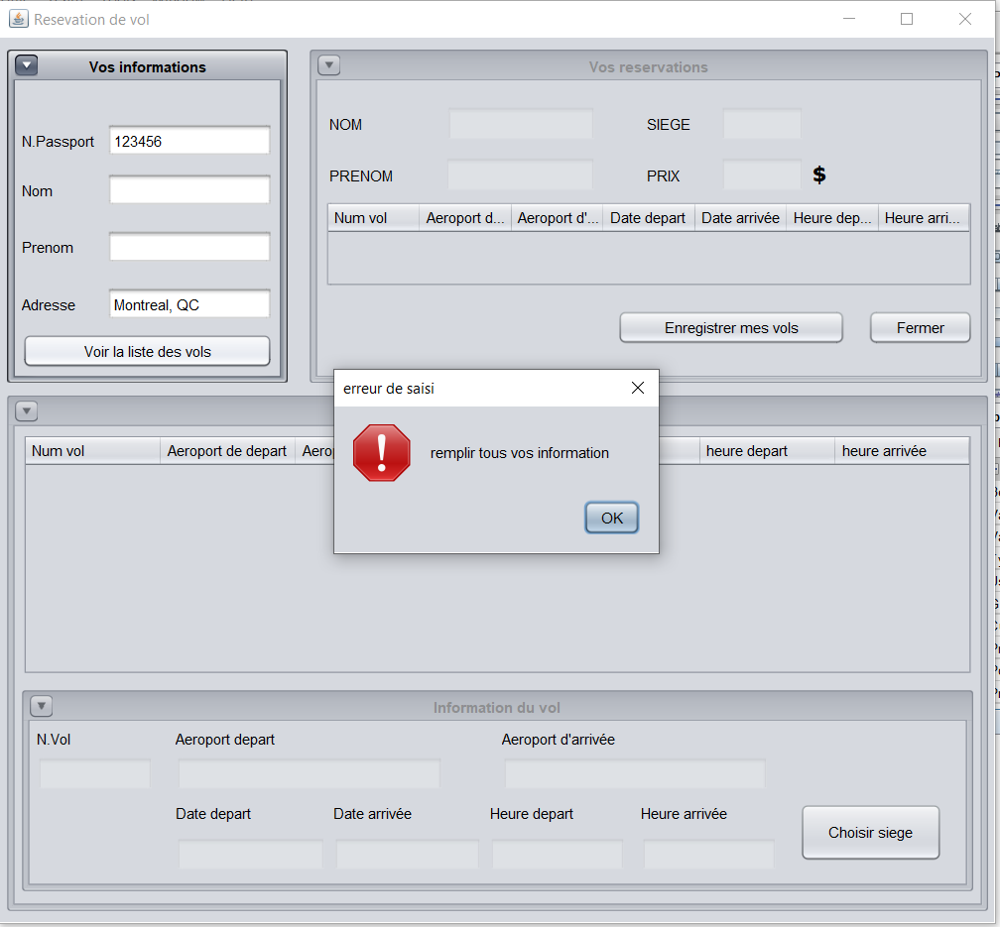 Resevation de vol
Vos informations
N.Passport 123456
Nom
Prenom
Adresse Montreal, QC
Voir la liste des vols
Vos reservations
NOM SIEGE
PRENOM PRIX $
Num vol Aeroport d... Aeroport d'... Date depart Date arrivée Heure dep... Heure arri...
Enregistrer mes vols Fermer
erreur de saisi
remplir tous vos information
OK
Num vol Aeroport de depart heure depart heure arrivée
Information du vol
N.Vol Aeroport depart Aeroport d'arrivée
Date depart Date arrivée Heure depart Heure arrivée
Choisir siege